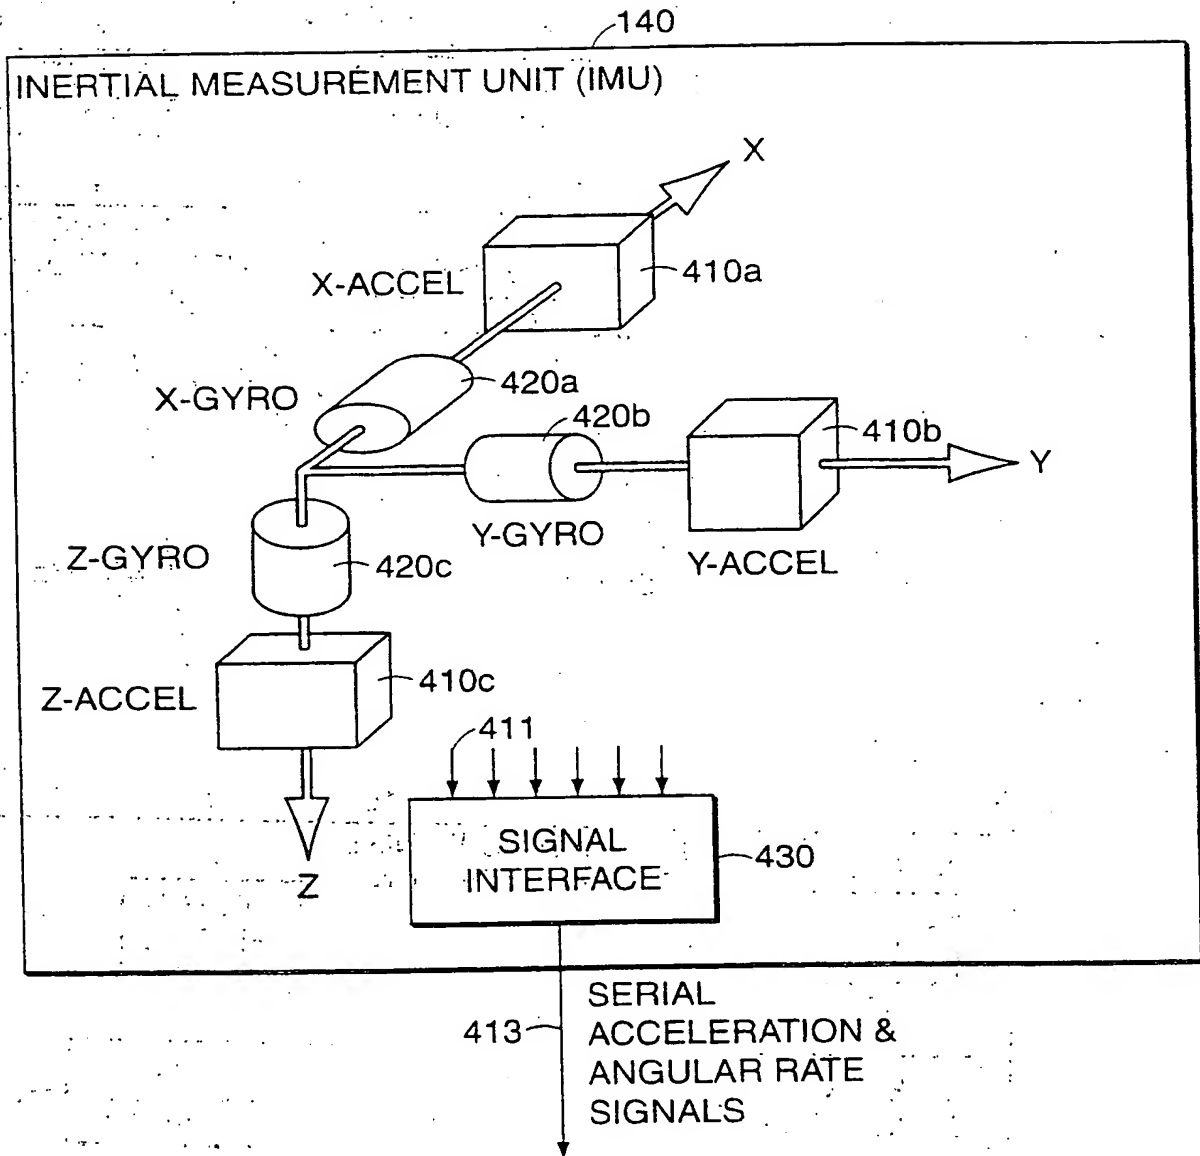 140
INERTIAL MEASUREMENT UNIT (IMU)
X
X-ACCEL
410a
X-GYRO
420a
420b
410b
Y
Y-GYRO
Y-ACCEL
Z-GYRO
420c
Z-ACCEL
410c
411
Z
SIGNAL
INTERFACE
430
413
SERIAL
ACCELERATION &
ANGULAR RATE
SIGNALS